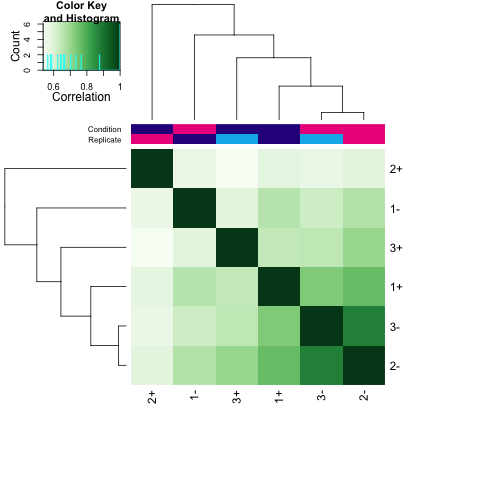 Color Key
and Histogram
Count
0 2 4 6
0.6 0.8 1
Correlation
Condition
Replicate
2+
1-
3+
1+
3-
2-
2+ 1- 3+ 1+ 3- 2-